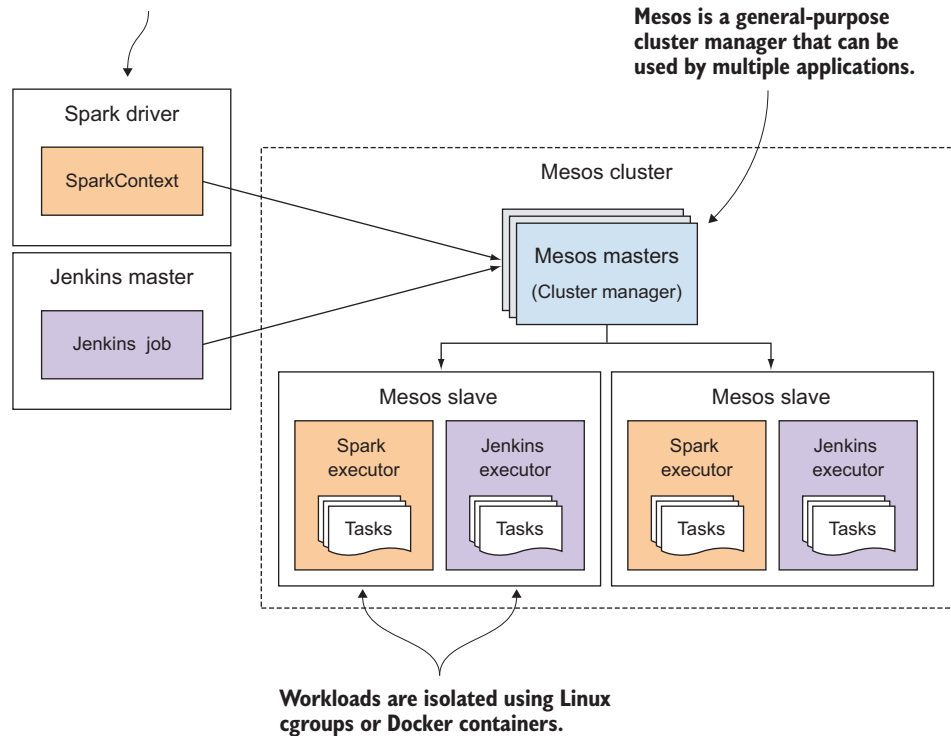 Mesos is a general-purpose
cluster manager that can be
used by multiple applications.
Spark driver
SparkContext
Jenkins master
Jenkins job
Mesos cluster
Mesos masters
(Cluster manager)
Mesos slave
Spark
executor
Tasks
Jenkins
executor
Tasks
Mesos slave
Spark
executor
Tasks
Jenkins
executor
Tasks
Workloads are isolated using Linux
cgroups or Docker containers.